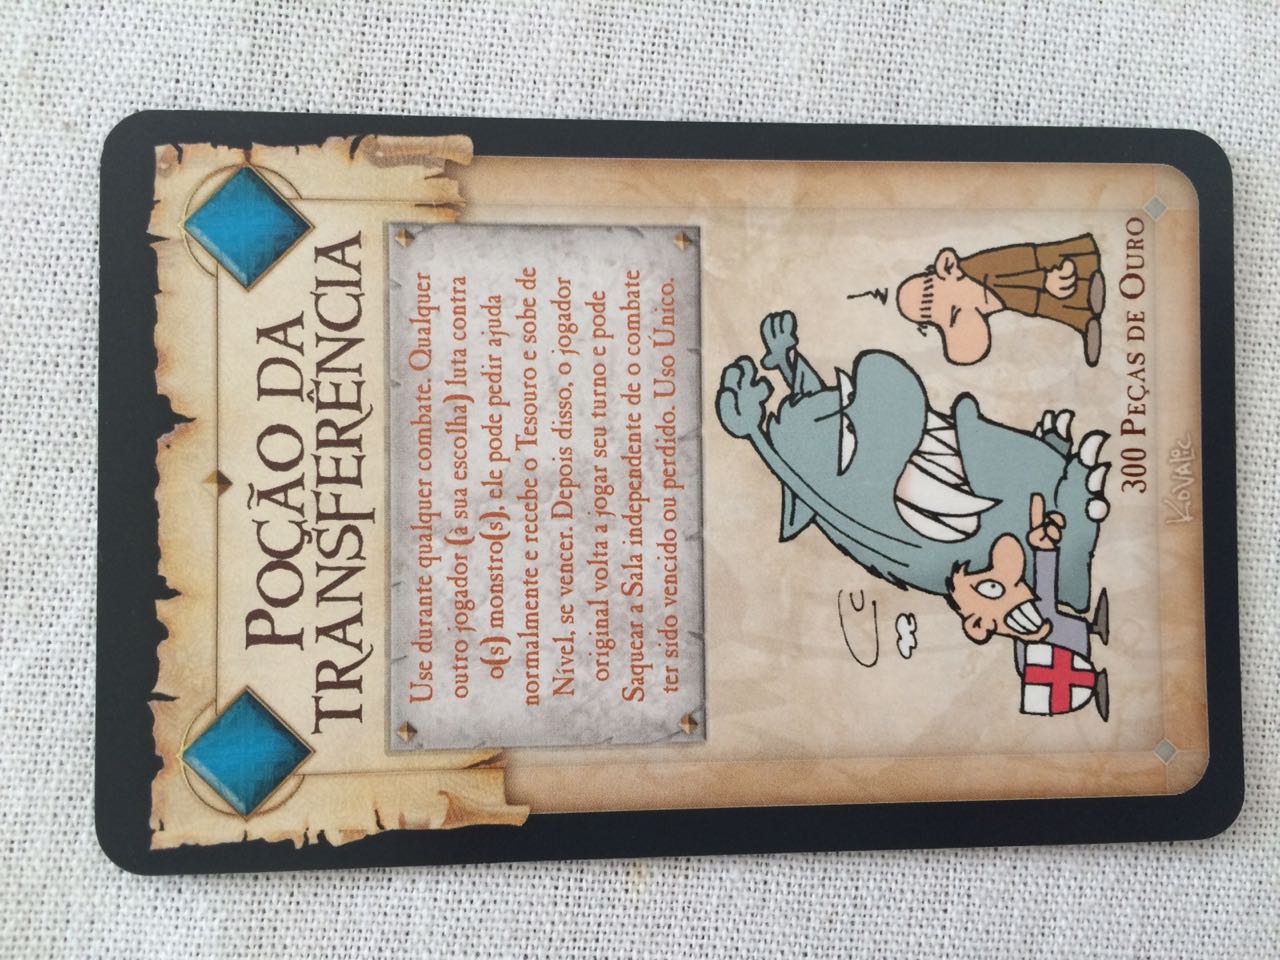 Poção da
transferência
Use durante qualquer combate. Qualquer
outro jogador (à sua escolha) luta contra
o(s) monstro(s), ele pode pedir ajuda
normalmente e recebe o Tesouro e sobe de
Nível, se vencer. Depois disso, o jogador
original volta a jogar seu turno e pode
Saquear a Sala independente de o combate
ter sido vencido ou perdido. Uso Único.
300 Peças de Ouro
Kovalic